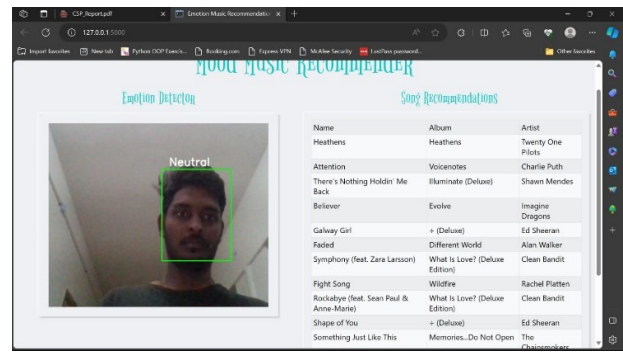 CSP_Report.pdf
Emotion Music Recommendation
127.0.0.1:5000
Import favorites
New tab
Python OOP Exercis...
Booking.com
Express VPN
McAfee Security
LastPass password...
Other favorites
Mood Music Recommender
Emotion Detector
Song Recommendations
Neutral
Name Album Artist
Heathens Heathens Twenty One
Pilots
Attention Voicenotes Charlie Puth
There's Nothing Holdin' Me Illuminate (Deluxe) Shawn Mendes
Back
Believer Evolve Imagine
Dragons
Galway Girl ÷ (Deluxe) Ed Sheeran
Faded Different World Alan Walker
Symphony (feat. Zara Larsson) What Is Love? (Deluxe Clean Bandit
Edition)
Fight Song Wildfire Rachel Platten
Rockabye (feat. Sean Paul & What Is Love? (Deluxe Clean Bandit
Anne-Marie) Edition)
Shape of You ÷ (Deluxe) Ed Sheeran
Something Just Like This Memories...Do Not Open The
Chainsmokers